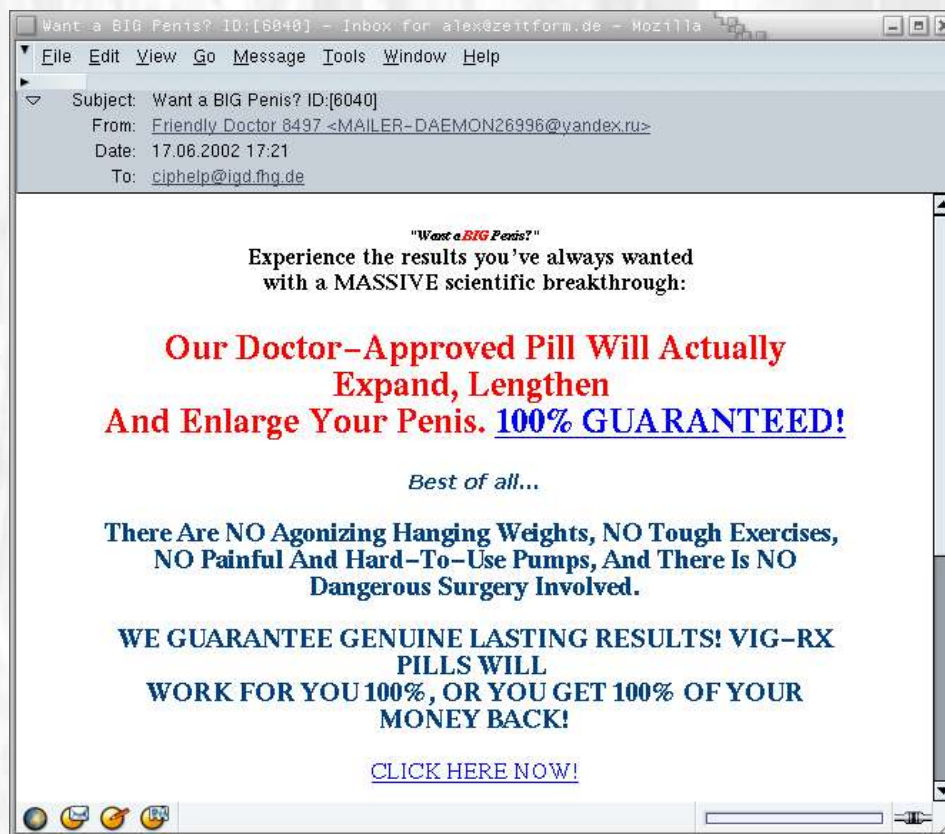 Want a BIG Penis? ID:[6040] - Inbox for alex@zeitform.de - Mozilla
File Edit View Go Message Tools Window Help
Subject: Want a BIG Penis? ID:[6040]
From: Friendly Doctor 8497 <MAILER-DAEMON26996@yandex.ru>
Date: 17.06.2002 17:21
To: ciphelp@igd.fhg.de
"Want a BIG Penis?"
Experience the results you've always wanted
with a MASSIVE scientific breakthrough:
Our Doctor-Approved Pill Will Actually
Expand, Lengthen
And Enlarge Your Penis. 100% GUARANTEED!
Best of all...
There Are NO Agonizing Hanging Weights, NO Tough Exercises,
NO Painful And Hard-To-Use Pumps, And There Is NO
Dangerous Surgery Involved.
WE GUARANTEE GENUINE LASTING RESULTS! VIG-RX
PILLS WILL
WORK FOR YOU 100%, OR YOU GET 100% OF YOUR
MONEY BACK!
CLICK HERE NOW!